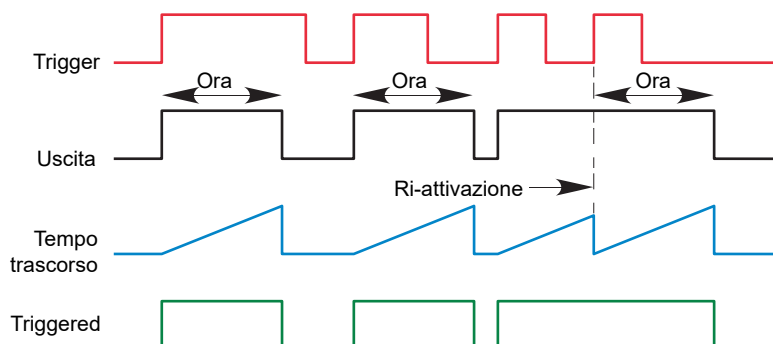 Trigger
Ora
Ora
Ora
Uscita
Ri-attivazione
Tempo
trascorso
Triggered